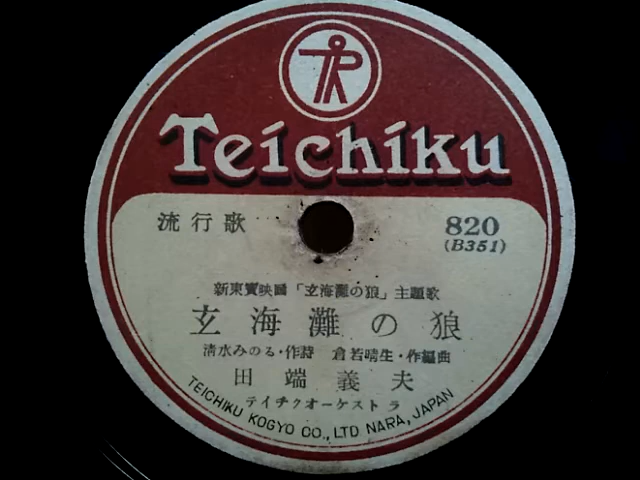 Teichiku
流行歌
820
(B351)
新東寶映画「玄海灘の狼」主題歌
玄海灘の狼
清水みのる・作詩 倉若晴生・作編曲
田端義夫
テイチクオーケストラ
TEICHIKU KOGYO CO., LTD NARA, JAPAN